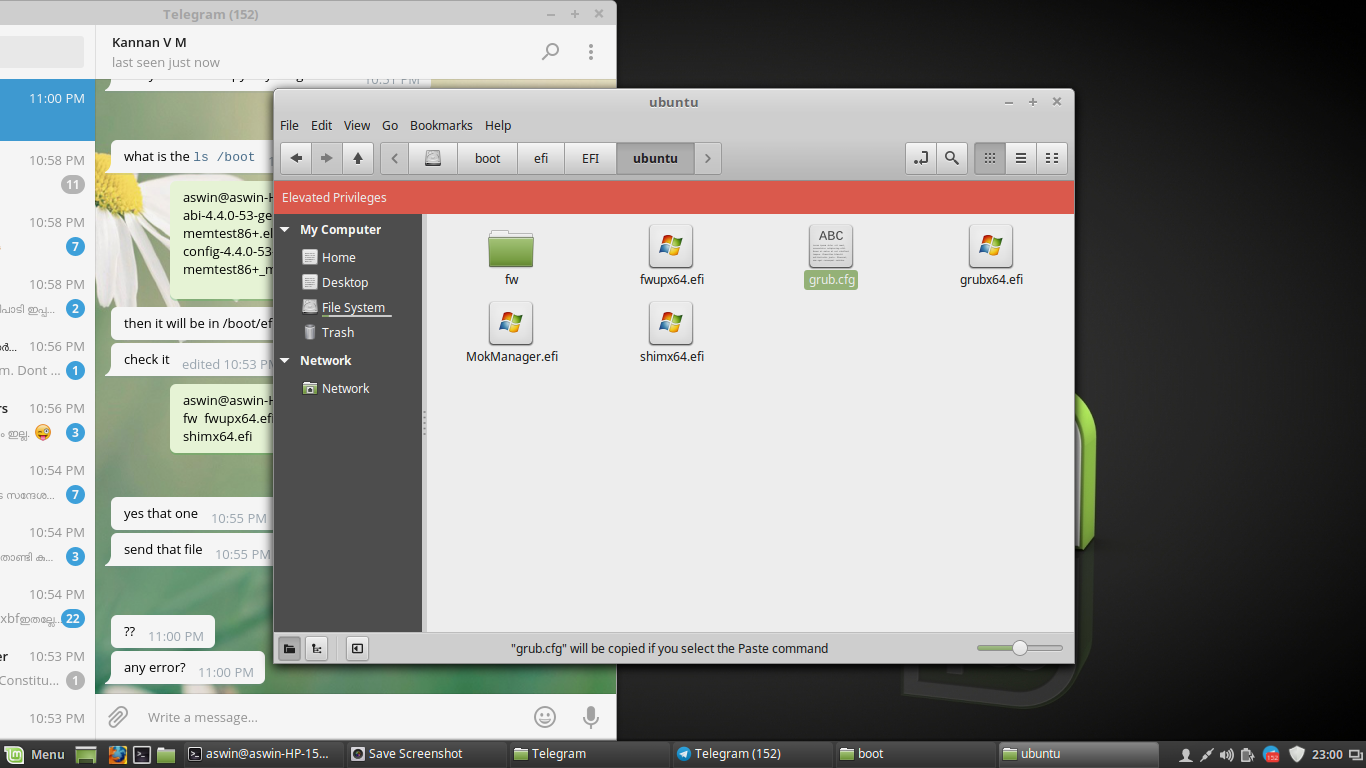 Telegram (152)
Kannan V M
last seen just now
11:00 PM
10:58 PM
11
10:58 PM
7
10:58 PM
2
10:56 PM
m. Dont ...
1
10:56 PM
3
10:54 PM
7
10:54 PM
3
10:54 PM
22
10:53 PM
Constitu...
1
10:53 PM
10:51 PM
what is the ls /boot
aswin@aswin-H
abi-4.4.0-53-ge
memtest86+.el
config-4.4.0-53-
memtest86+_m
then it will be in /boot/ef
check it edited 10:53 PM
aswin@aswin-H
fw fwupx64.efi
shimx64.efi
yes that one 10:55 PM
send that file 10:55 PM
?? 11:00 PM
any error? 11:00 PM
Write a message...
ubuntu
File Edit View Go Bookmarks Help
boot efi EFI ubuntu
Elevated Privileges
My Computer
Home
Desktop
File System
Trash
Network
Network
fw
fwupx64.efi
ABC
grub.cfg
grubx64.efi
MokManager.efi
shimx64.efi
"grub.cfg" will be copied if you select the Paste command
Menu
aswin@aswin-HP-15...
Save Screenshot
Telegram
Telegram (152)
boot
ubuntu
152
23:00